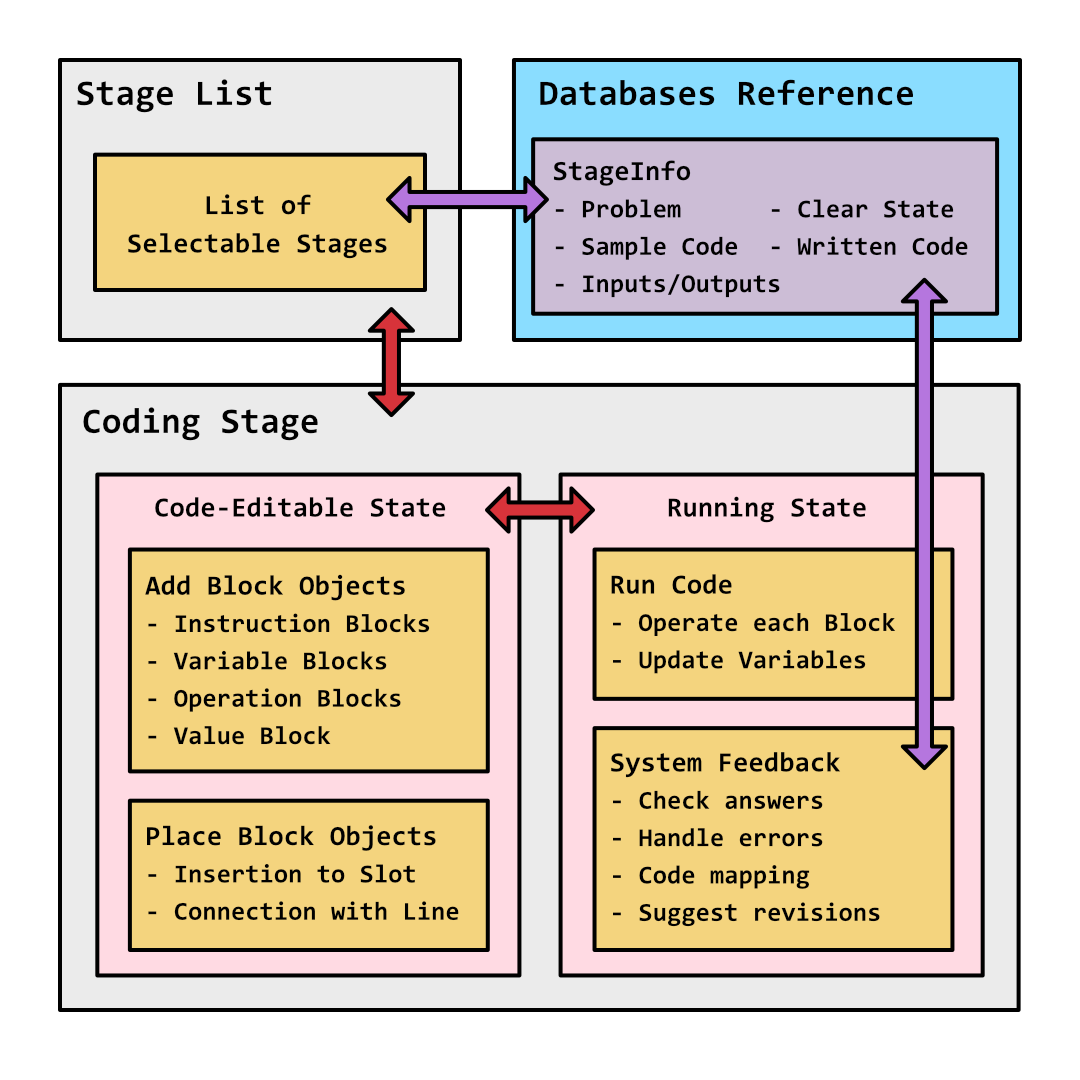 Stage List
List of
Selectable Stages
Databases Reference
StageInfo
- Problem
- Sample Code
- Inputs/Outputs
- Clear State
- Written Code
Coding Stage
Code-Editable State
Add Block Objects
- Instruction Blocks
- Variable Blocks
- Operation Blocks
- Value Block
Place Block Objects
- Insertion to Slot
- Connection with Line
Running State
Run Code
- Operate each Block
- Update Variables
System Feedback
- Check answers
- Handle errors
- Code mapping
- Suggest revisions